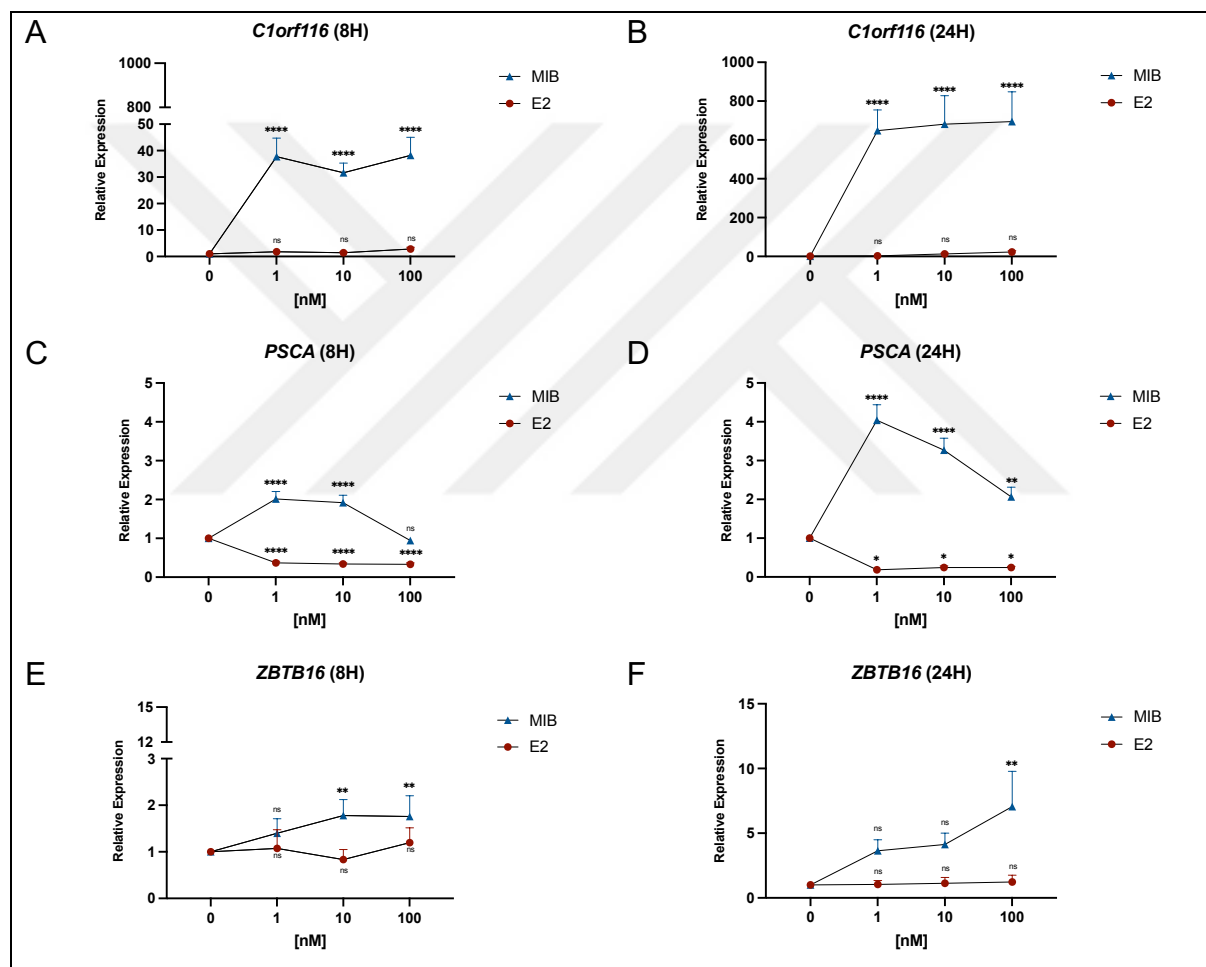 A
C1orf116 (8H)
1000
800
50
40
30
20
10
0
Relative Expression
**** **** ****
ns ns ns
0 1 10 100
[nM]
MIB
E2
B
C1orf116 (24H)
1000
800
600
400
200
0
Relative Expression
**** **** ****
ns ns ns
0 1 10 100
[nM]
MIB
E2
C
PSCA (8H)
5
4
3
2
1
0
Relative Expression
**** **** ns
**** **** ****
0 1 10 100
[nM]
MIB
E2
D
PSCA (24H)
5
4
3
2
1
0
Relative Expression
**** **** **
* * *
0 1 10 100
[nM]
MIB
E2
E
ZBTB16 (8H)
15
12
3
2
1
0
Relative Expression
ns ** **
ns ns ns
0 1 10 100
[nM]
MIB
E2
F
ZBTB16 (24H)
15
10
5
0
Relative Expression
ns ns **
ns ns ns
0 1 10 100
[nM]
MIB
E2